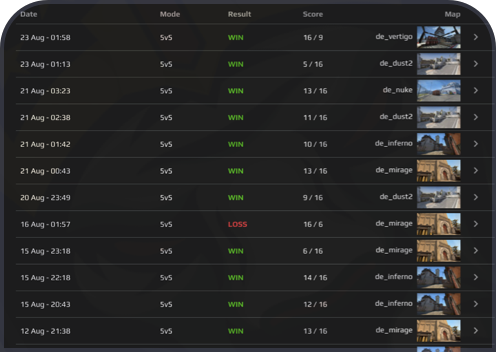 Date Mode Result Score Map
23 Aug - 01:58 5v5 WIN 16 / 9 de_vertigo
23 Aug - 01:13 5v5 WIN 5 / 16 de_dust2
21 Aug - 03:23 5v5 WIN 13 / 16 de_nuke
21 Aug - 02:38 5v5 WIN 11 / 16 de_dust2
21 Aug - 01:42 5v5 WIN 10 / 16 de_inferno
21 Aug - 00:43 5v5 WIN 13 / 16 de_mirage
20 Aug - 23:49 5v5 WIN 9 / 16 de_dust2
16 Aug - 01:57 5v5 LOSS 16 / 6 de_mirage
15 Aug - 23:18 5v5 WIN 6 / 16 de_mirage
15 Aug - 22:18 5v5 WIN 14 / 16 de_inferno
15 Aug - 20:43 5v5 WIN 12 / 16 de_inferno
12 Aug - 21:38 5v5 WIN 13 / 16 de_mirage